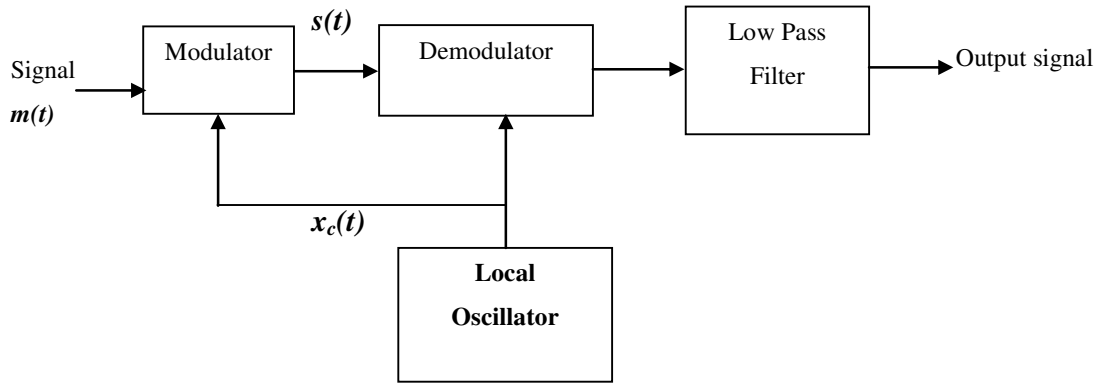 Signal
m(t)
Modulator
s(t)
Demodulator
Low Pass
Filter
Output signal
x_c(t)
Local
Oscillator